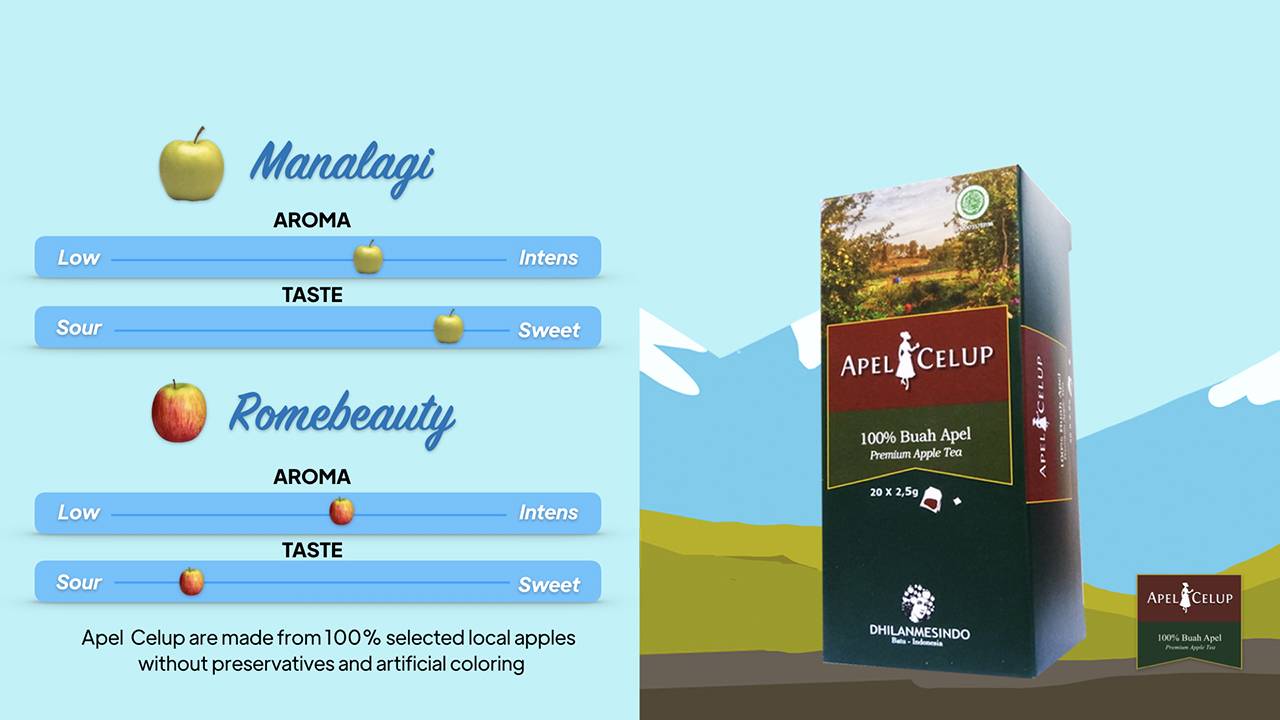 Manalagi
AROMA
Low Intens
TASTE
Sour Sweet
Romebeauty
AROMA
Low Intens
TASTE
Sour Sweet
Apel Celup are made from 100% selected local apples
without preservatives and artificial coloring
APEL CELUP
100% Buah Apel
Premium Apple Tea
20 X 2,5g
DHILANMESINDO
Batu - Indonesia
APEL CELUP
100% Buah Apel
APEL CELUP
100% Buah Apel
Premium Apple Tea